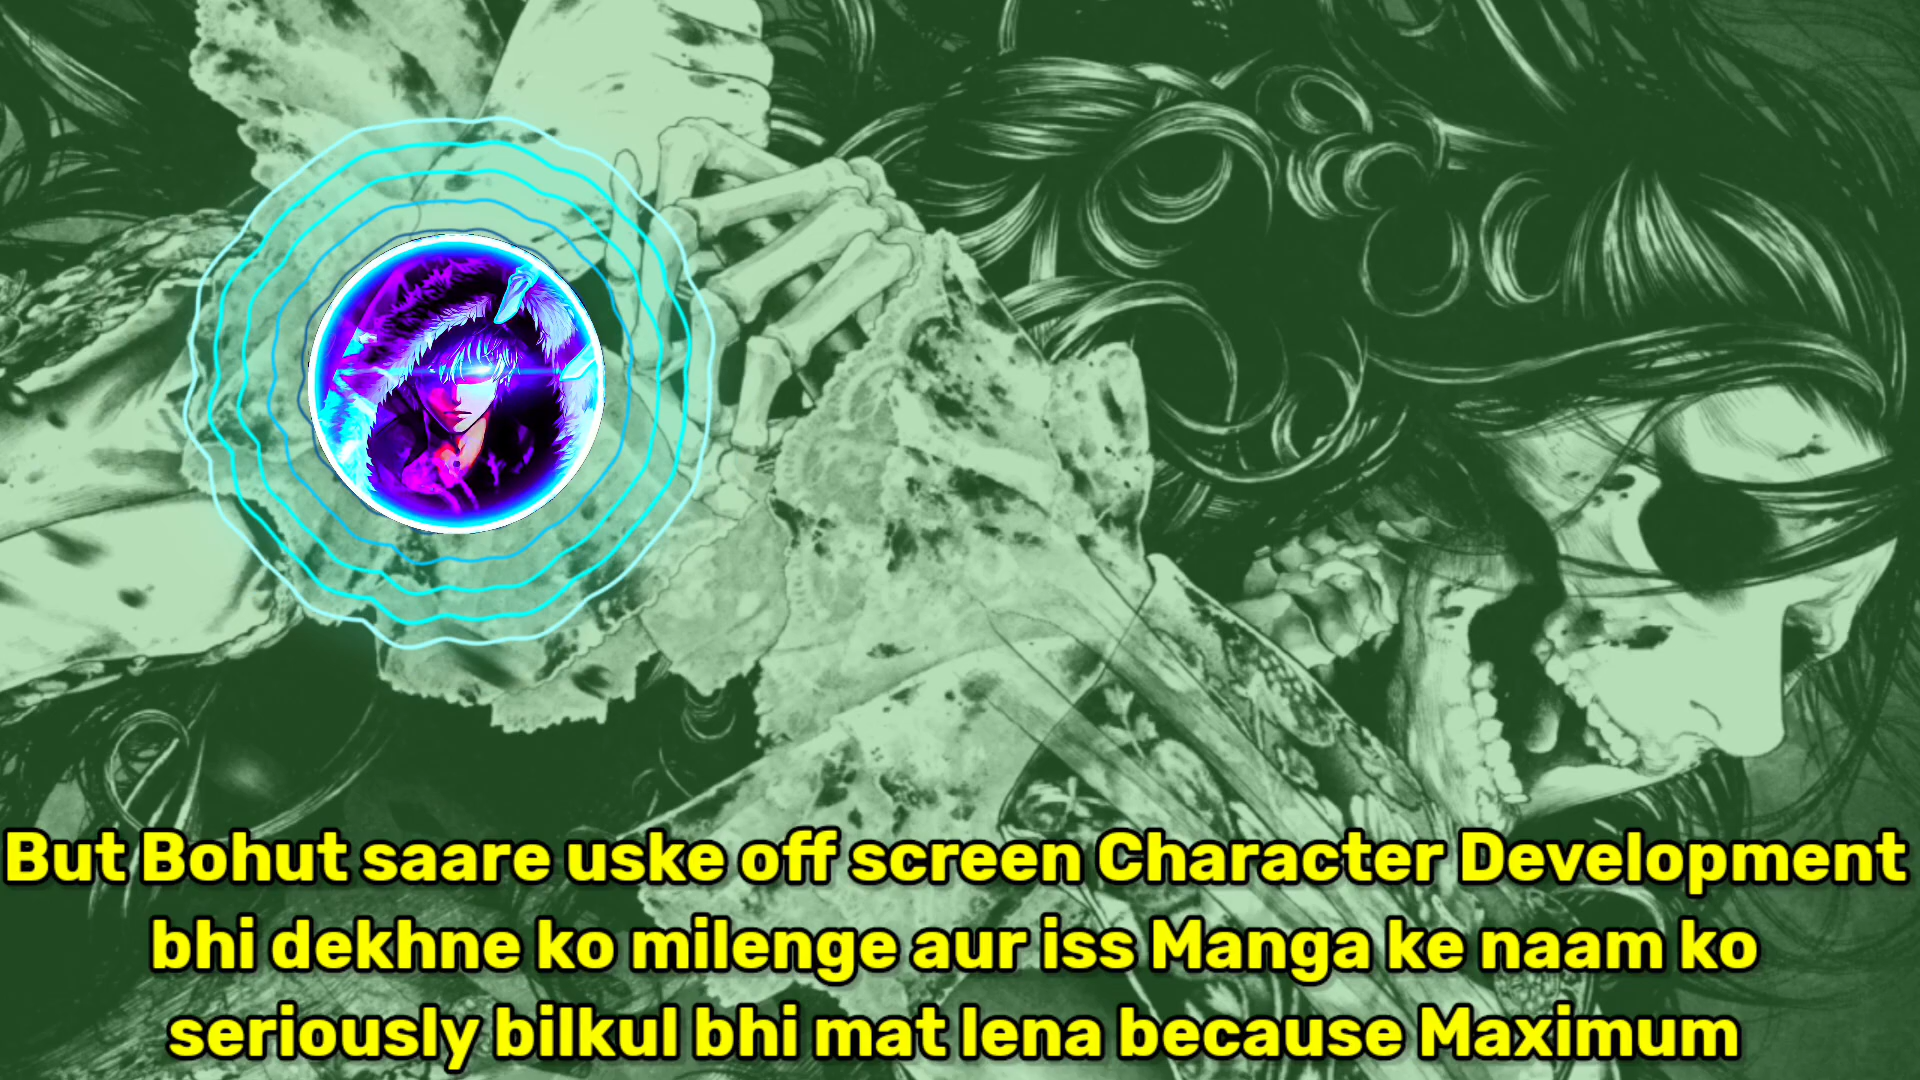 But Bohut saare uske off screen Character Development
bhi dekhne ko milenge aur iss Manga ke naam ko
seriously bilkul bhi mat lena because Maximum